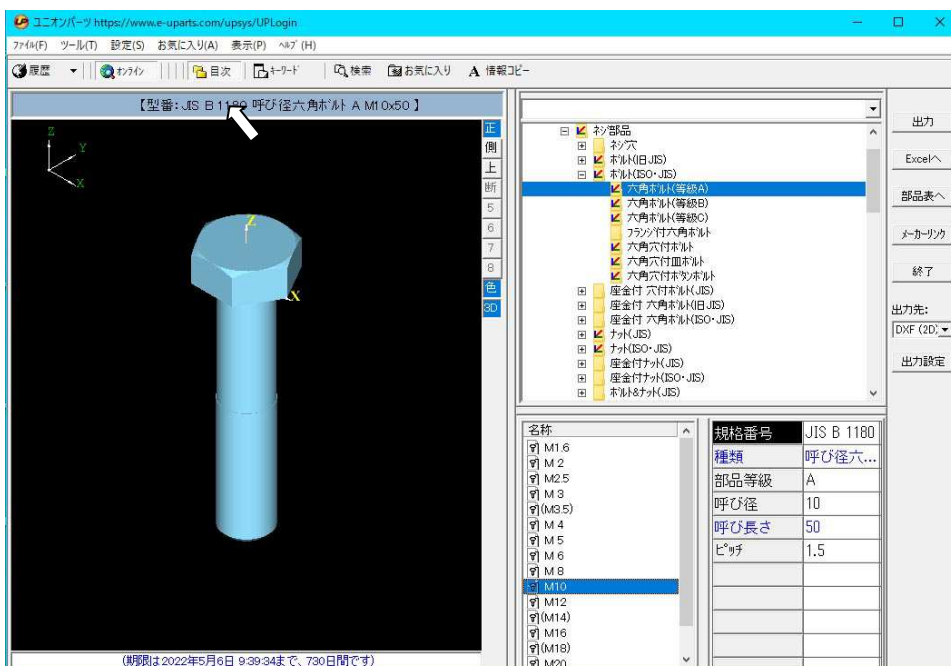 ユニオンパーツ https://www.e-uparts.com/upsys/UPLogin
ファイル(F) ツール(T) 設定(S) お気に入り(A) 表示(P) ヘルプ(H)
履歴 オンライン 目次 キーワード 検索 お気に入り A 情報コピー
【型番: JIS B 1180 呼び径六角ボルト A M10x50 】
Z
Y
X
Z
X
正
側
上
断
5
6
7
8
色
3D
(期限は2022年5月6日 9:39:34まで、730日間です)
ネジ部品
ネジ穴
ボルト(旧JIS)
ボルト(ISO・JIS)
六角ボルト(等級A)
六角ボルト(等級B)
六角ボルト(等級C)
フランジ付六角ボルト
六角穴付ボルト
六角穴付皿ボルト
六角穴付ボタンボルト
座金付 穴付ボルト(JIS)
座金付 六角ボルト(旧JIS)
座金付 六角ボルト(ISO・JIS)
ナット(JIS)
ナット(ISO・JIS)
座金付ナット(JIS)
座金付ナット(ISO・JIS)
ボルト&ナット(JIS)
名称
M1.6
M 2
M2.5
M 3
(M3.5)
M 4
M 5
M 6
M 8
M10
M12
(M14)
M16
(M18)
M20
規格番号 JIS B 1180
種類 呼び径六...
部品等級 A
呼び径 10
呼び長さ 50
ピッチ 1.5
出力
Excelへ
部品表へ
メーカーリンク
終了
出力先:
DXF (2D)
出力設定